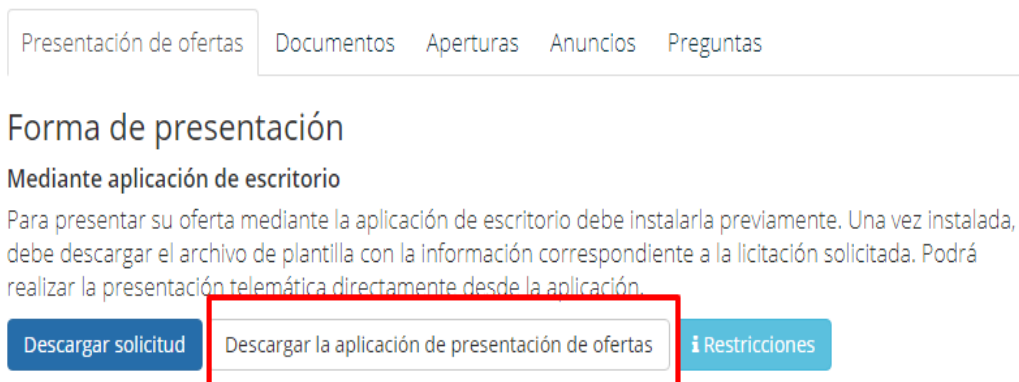 Presentación de ofertas Documentos Aperturas Anuncios Preguntas
Forma de presentación
Mediante aplicación de escritorio
Para presentar su oferta mediante la aplicación de escritorio debe instalarla previamente. Una vez instalada,
debe descargar el archivo de plantilla con la información correspondiente a la licitación solicitada. Podrá
realizar la presentación telemática directamente desde la aplicación.
Descargar solicitud Descargar la aplicación de presentación de ofertas i Restricciones